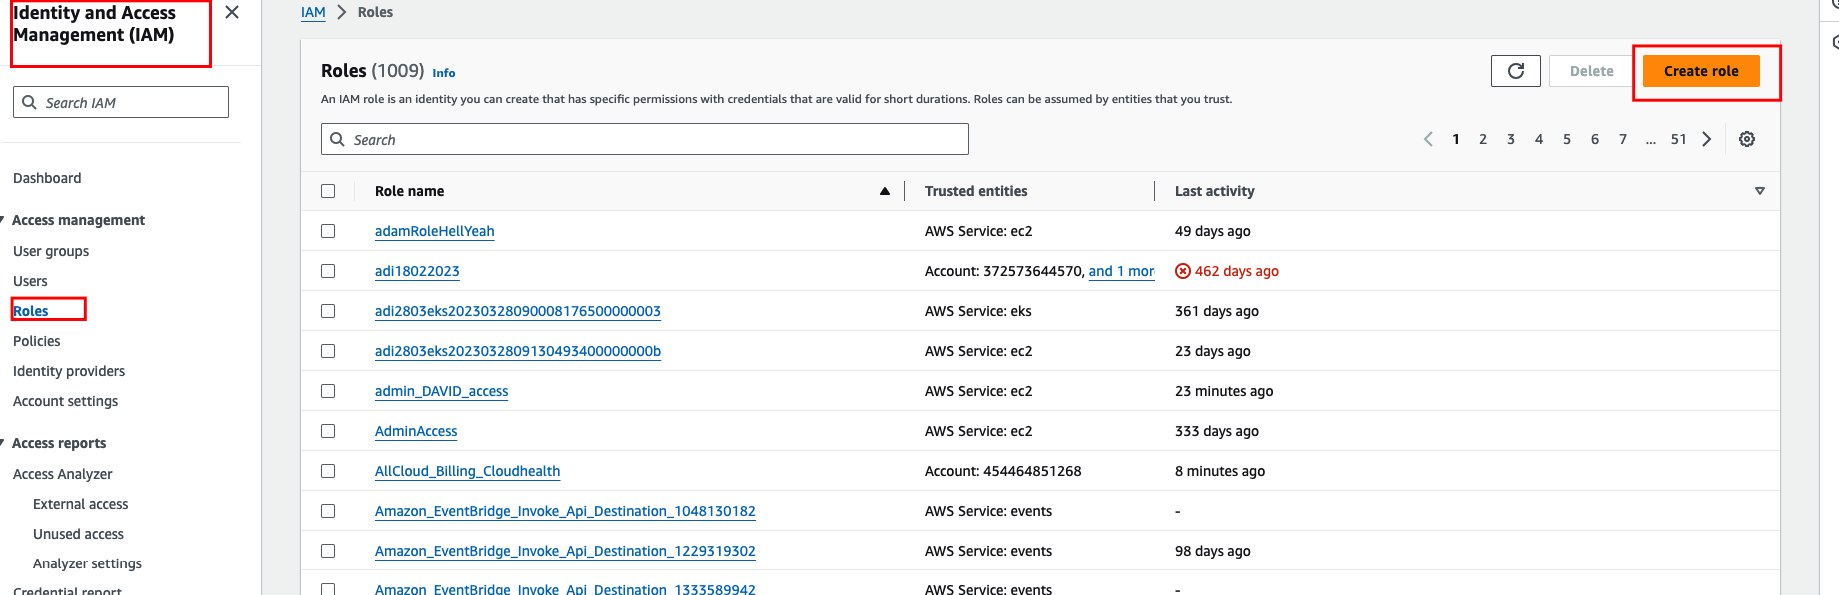 Identity and Access
Management (IAM)
Search IAM
Dashboard
Access management
User groups
Users
Roles
Policies
Identity providers
Account settings
Access reports
Access Analyzer
External access
Unused access
Analyzer settings
Credential report
IAM > Roles
Roles (1009) Info
Delete
Create role
An IAM role is an identity you can create that has specific permissions with credentials that are valid for short durations. Roles can be assumed by entities that you trust.
Search
1 2 3 4 5 6 7 ... 51
Role name Trusted entities Last activity
adamRoleHellYeah AWS Service: ec2 49 days ago
adi18022023 Account: 372573644570, and 1 mor 462 days ago
adi2803eks20230328090008176500000003 AWS Service: eks 361 days ago
adi2803eks2023032809130493400000000b AWS Service: ec2 23 days ago
admin_DAVID_access AWS Service: ec2 23 minutes ago
AdminAccess AWS Service: ec2 333 days ago
AllCloud_Billing_Cloudhealth Account: 454464851268 8 minutes ago
Amazon_EventBridge_Invoke_Api_Destination_1048130182 AWS Service: events -
Amazon_EventBridge_Invoke_Api_Destination_1229319302 AWS Service: events 98 days ago
Amazon_EventBridge_Invoke_Api_Destination_1333589942 AWS Service: events -